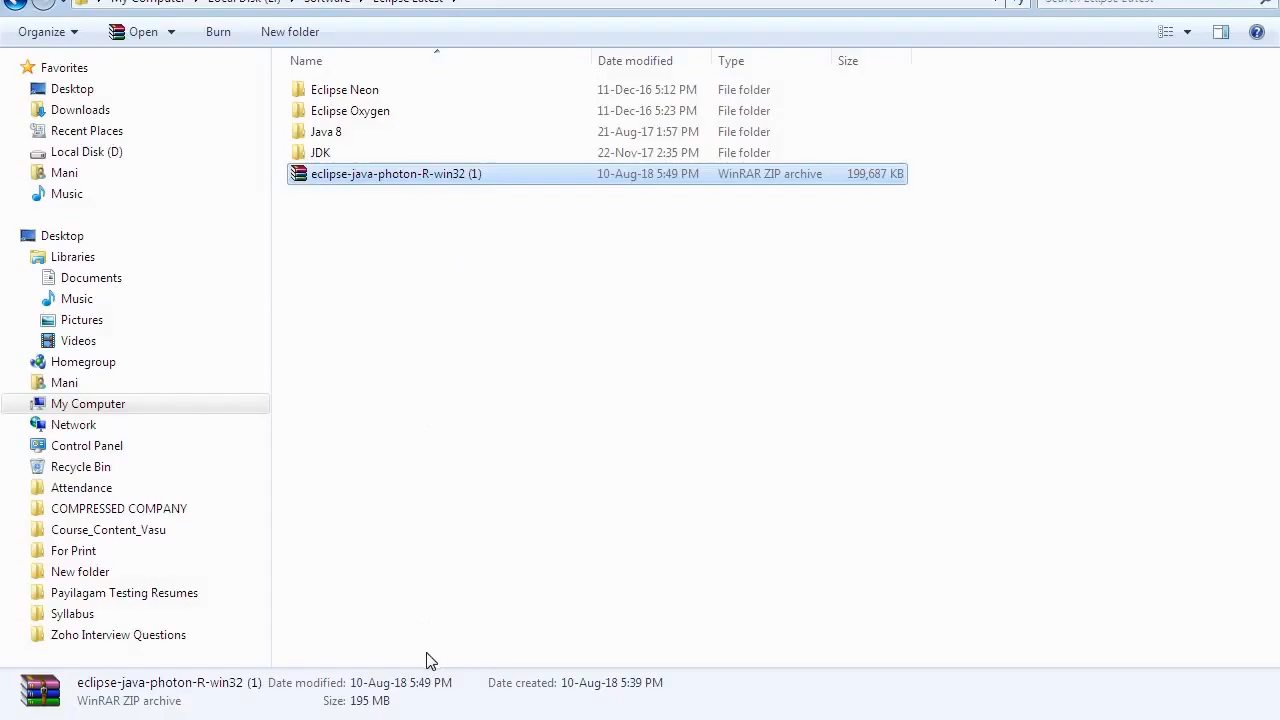 My Computer Local Disk (E:) Software Eclipse Latest Search Eclipse Latest
Organize Open Burn New folder
Name Date modified Type Size
Favorites
Desktop
Downloads
Recent Places
Local Disk (D)
Mani
Music
Desktop
Libraries
Documents
Music
Pictures
Videos
Homegroup
Mani
My Computer
Network
Control Panel
Recycle Bin
Attendance
COMPRESSED COMPANY
Course_Content_Vasu
For Print
New folder
Payilagam Testing Resumes
Syllabus
Zoho Interview Questions
Eclipse Neon 11-Dec-16 5:12 PM File folder
Eclipse Oxygen 11-Dec-16 5:23 PM File folder
Java 8 21-Aug-17 1:57 PM File folder
JDK 22-Nov-17 2:35 PM File folder
eclipse-java-photon-R-win32 (1) 10-Aug-18 5:49 PM WinRAR ZIP archive 199,687 KB
eclipse-java-photon-R-win32 (1) Date modified: 10-Aug-18 5:49 PM Date created: 10-Aug-18 5:39 PM
WinRAR ZIP archive Size: 195 MB